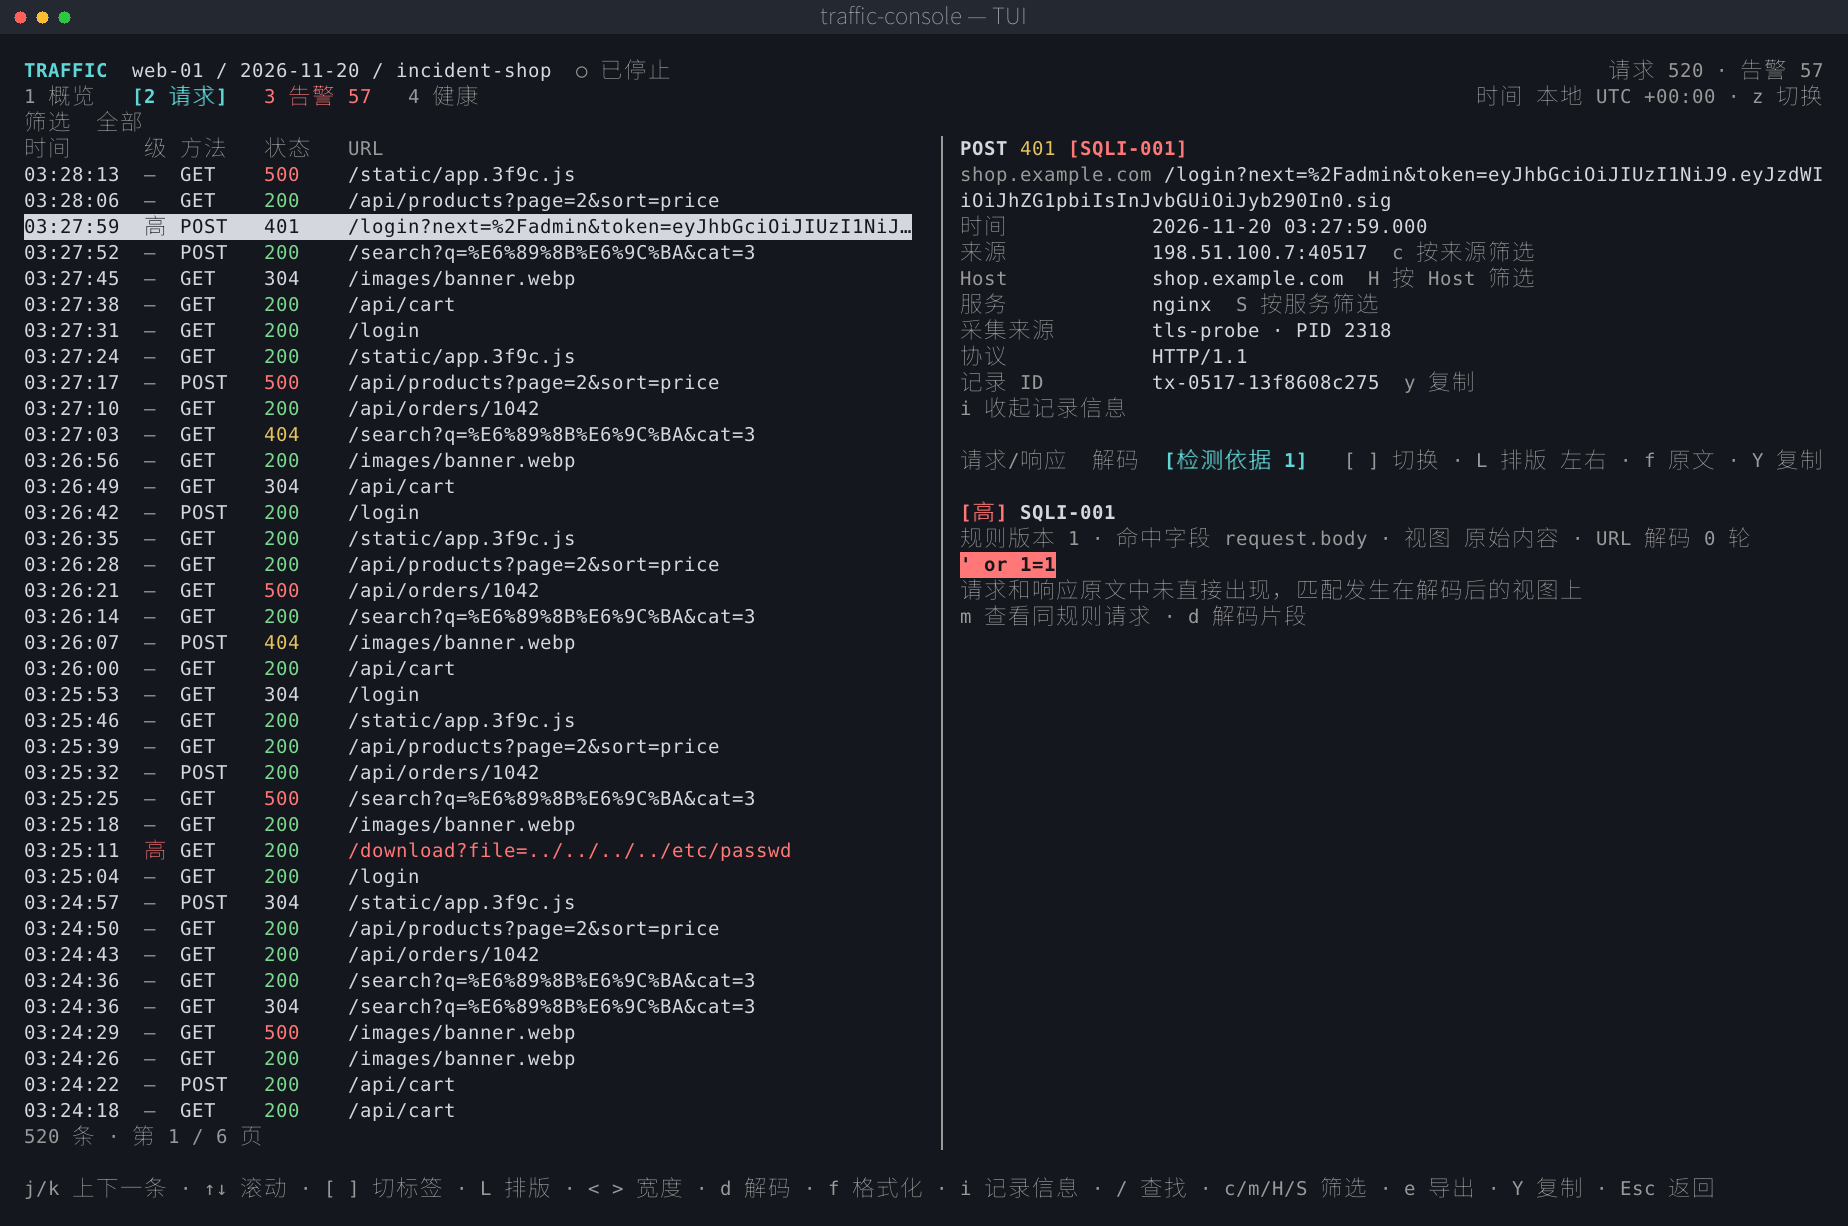 traffic-console — TUI
TRAFFIC web-01 / 2026-11-20 / incident-shop ○ 已停止 请求 520 · 告警 57
1 概览 [2 请求] 3 告警 57 4 健康 时间 本地 UTC +00:00 · z 切换
筛选 全部
时间 级 方法 状态 URL
03:28:13 — GET 500 /static/app.3f9c.js
03:28:06 — GET 200 /api/products?page=2&sort=price
03:27:59 高 POST 401 /login?next=%2Fadmin&token=eyJhbGciOiJIUzI1NiJ…
03:27:52 — POST 200 /search?q=%E6%89%8B%E6%9C%BA&cat=3
03:27:45 — GET 304 /images/banner.webp
03:27:38 — GET 200 /api/cart
03:27:31 — GET 200 /login
03:27:24 — GET 200 /static/app.3f9c.js
03:27:17 — POST 500 /api/products?page=2&sort=price
03:27:10 — GET 200 /api/orders/1042
03:27:03 — GET 404 /search?q=%E6%89%8B%E6%9C%BA&cat=3
03:26:56 — GET 200 /images/banner.webp
03:26:49 — GET 304 /api/cart
03:26:42 — POST 200 /login
03:26:35 — GET 200 /static/app.3f9c.js
03:26:28 — GET 200 /api/products?page=2&sort=price
03:26:21 — GET 500 /api/orders/1042
03:26:14 — GET 200 /search?q=%E6%89%8B%E6%9C%BA&cat=3
03:26:07 — POST 404 /images/banner.webp
03:26:00 — GET 200 /api/cart
03:25:53 — GET 304 /login
03:25:46 — GET 200 /static/app.3f9c.js
03:25:39 — GET 200 /api/products?page=2&sort=price
03:25:32 — POST 200 /api/orders/1042
03:25:25 — GET 500 /search?q=%E6%89%8B%E6%9C%BA&cat=3
03:25:18 — GET 200 /images/banner.webp
03:25:11 高 GET 200 /download?file=../../../../etc/passwd
03:25:04 — GET 200 /login
03:24:57 — POST 304 /static/app.3f9c.js
03:24:50 — GET 200 /api/products?page=2&sort=price
03:24:43 — GET 200 /api/orders/1042
03:24:36 — GET 200 /search?q=%E6%89%8B%E6%9C%BA&cat=3
03:24:36 — GET 304 /search?q=%E6%89%8B%E6%9C%BA&cat=3
03:24:29 — GET 500 /images/banner.webp
03:24:26 — GET 200 /images/banner.webp
03:24:22 — POST 200 /api/cart
03:24:18 — GET 200 /api/cart
520 条 · 第 1 / 6 页
POST 401 [SQLI-001]
shop.example.com /login?next=%2Fadmin&token=eyJhbGciOiJIUzI1NiJ9.eyJzdWI
iOiJhZG1pbiIsInJvbGUiOiJyb290In0.sig
时间 2026-11-20 03:27:59.000
来源 198.51.100.7:40517 c 按来源筛选
Host shop.example.com H 按 Host 筛选
服务 nginx S 按服务筛选
采集来源 tls-probe · PID 2318
协议 HTTP/1.1
记录 ID tx-0517-13f8608c275 y 复制
i 收起记录信息
请求/响应 解码 [检测依据 1] [ ] 切换 · L 排版 左右 · f 原文 · Y 复制
[高] SQLI-001
规则版本 1 · 命中字段 request.body · 视图 原始内容 · URL 解码 0 轮
' or 1=1
请求和响应原文中未直接出现，匹配发生在解码后的视图上
m 查看同规则请求 · d 解码片段
j/k 上下一条 · ↑↓ 滚动 · [ ] 切标签 · L 排版 · < > 宽度 · d 解码 · f 格式化 · i 记录信息 · / 查找 · c/m/H/S 筛选 · e 导出 · Y 复制 · Esc 返回